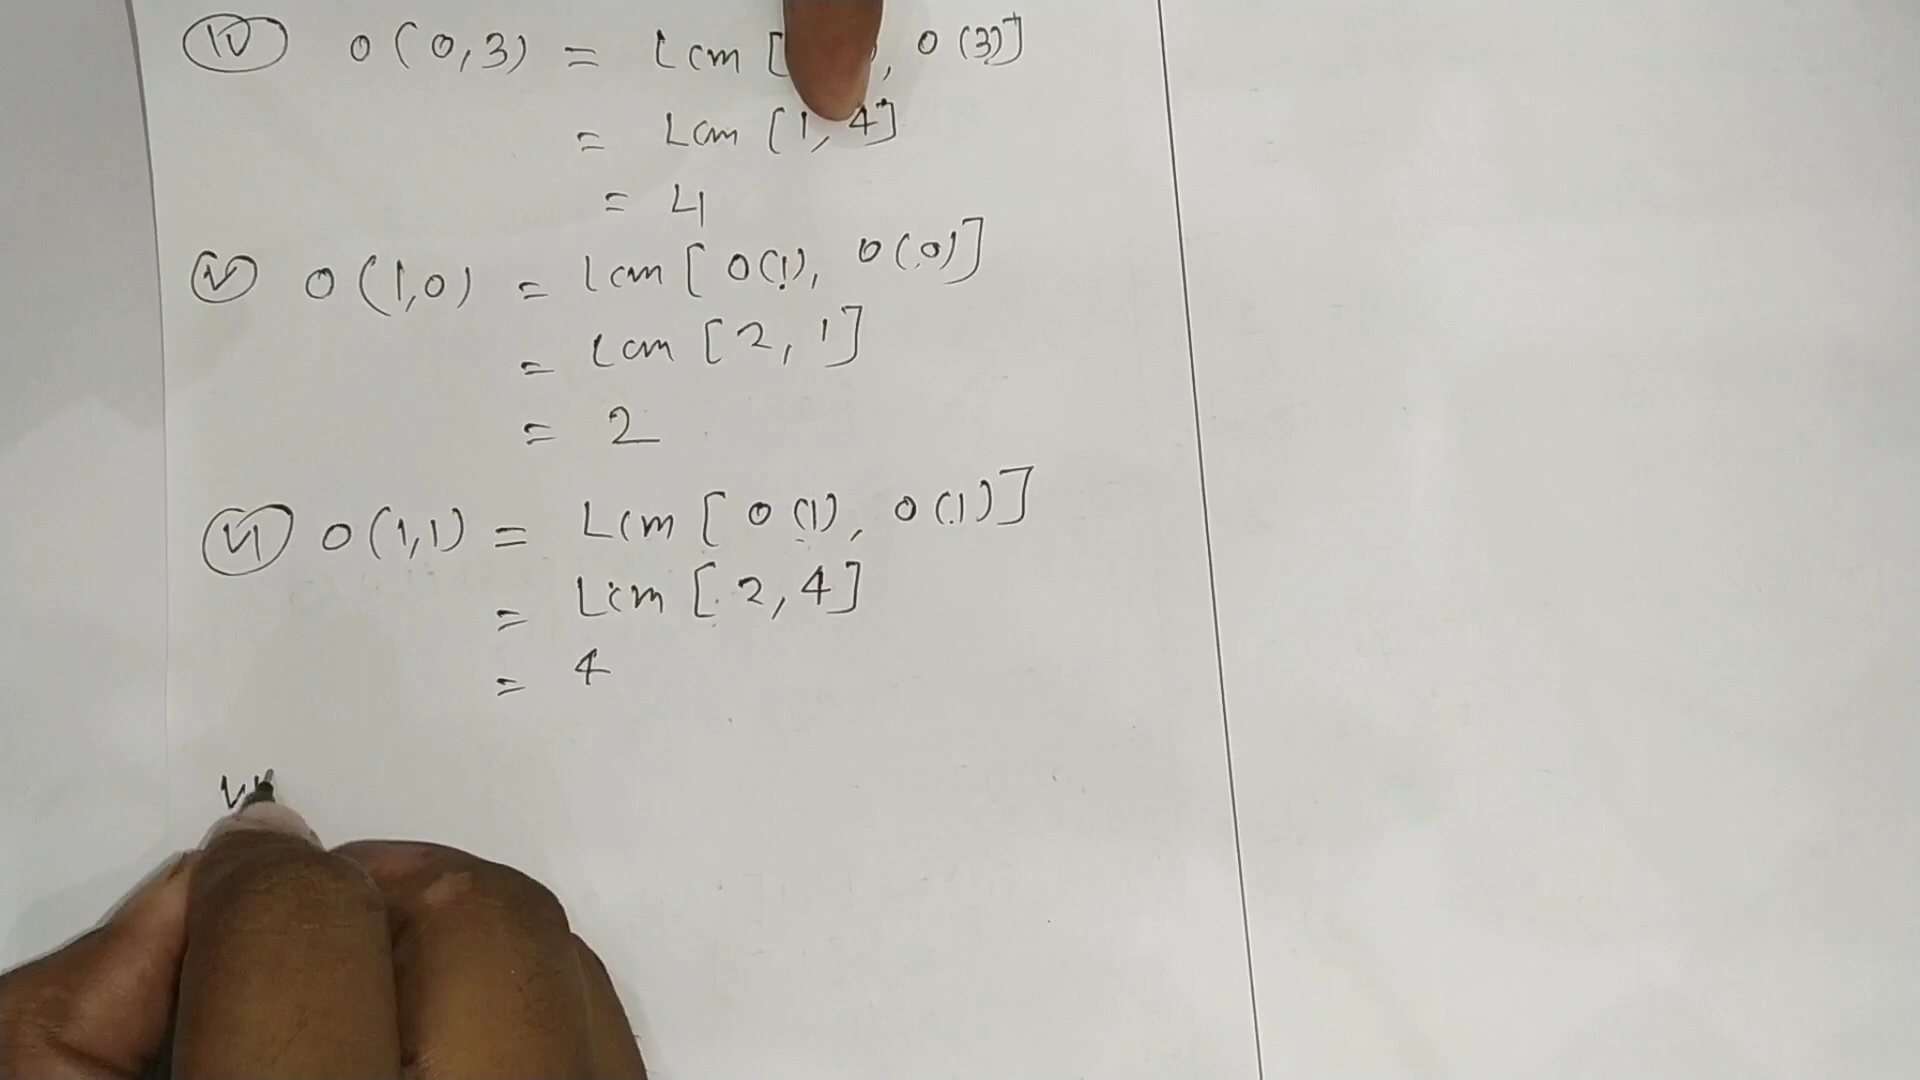 (iv) o(0,3) = Lcm [ , o(3)]
= Lcm [1, 4]
= 4
(v) o(1,0) = lcm [o(1), o(0)]
= Lcm [2, 1]
= 2
(vi) o(1,1) = Lcm [o(1), o(1)]
= Lcm [2, 4]
= 4